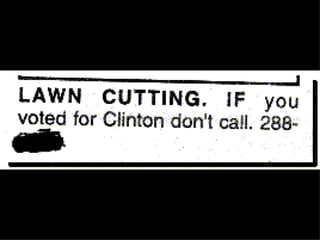 LAWN CUTTING. IF you
voted for Clinton don't call. 288-